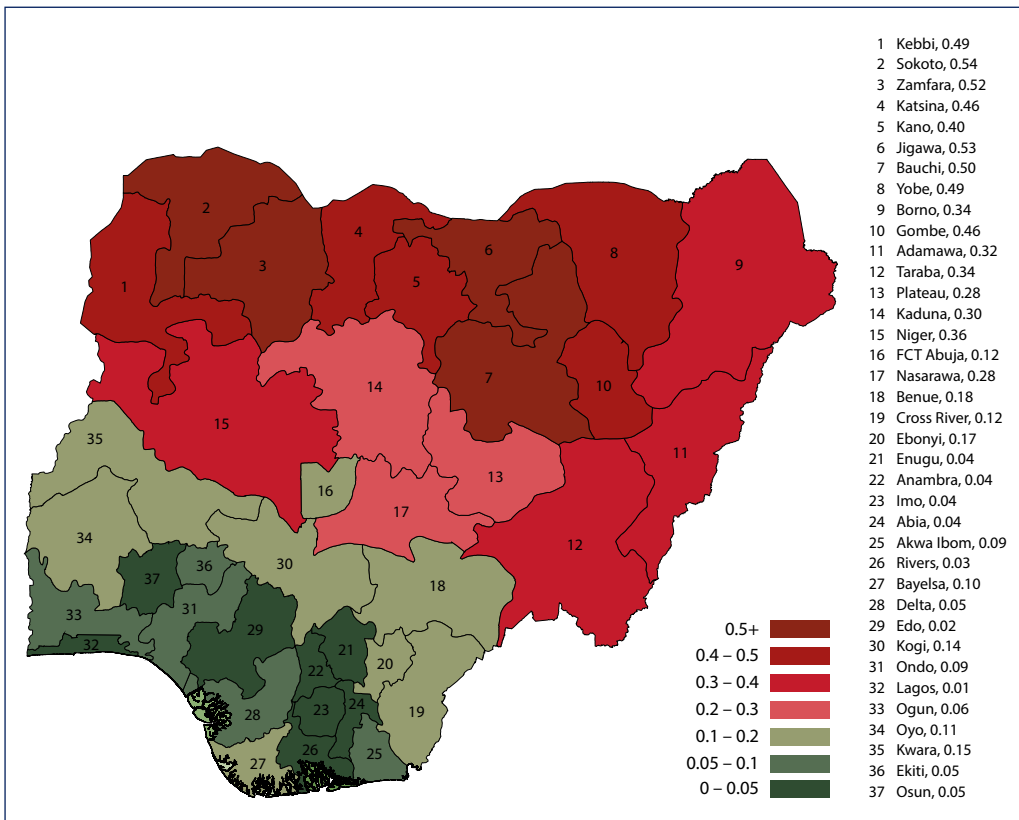 1 Kebbi, 0.49
2 Sokoto, 0.54
3 Zamfara, 0.52
4 Katsina, 0.46
5 Kano, 0.40
6 Jigawa, 0.53
7 Bauchi, 0.50
8 Yobe, 0.49
9 Borno, 0.34
10 Gombe, 0.46
11 Adamawa, 0.32
12 Taraba, 0.34
13 Plateau, 0.28
14 Kaduna, 0.30
15 Niger, 0.36
16 FCT Abuja, 0.12
17 Nasarawa, 0.28
18 Benue, 0.18
19 Cross River, 0.12
20 Ebonyi, 0.17
21 Enugu, 0.04
22 Anambra, 0.04
23 Imo, 0.04
24 Abia, 0.04
25 Akwa Ibom, 0.09
26 Rivers, 0.03
27 Bayelsa, 0.10
28 Delta, 0.05
29 Edo, 0.02
30 Kogi, 0.14
31 Ondo, 0.09
32 Lagos, 0.01
33 Ogun, 0.06
34 Oyo, 0.11
35 Kwara, 0.15
36 Ekiti, 0.05
37 Osun, 0.05
2
4
6
8
3
9
5
1
7
14
10
15
35
11
13
16
17
34
12
30
36
37
18
31
33
29
32
21
20
22
24
23
19
28
26
25
27
0.5+
0.4 – 0.5
0.3 – 0.4
0.2 – 0.3
0.1 – 0.2
0.05 – 0.1
0 – 0.05